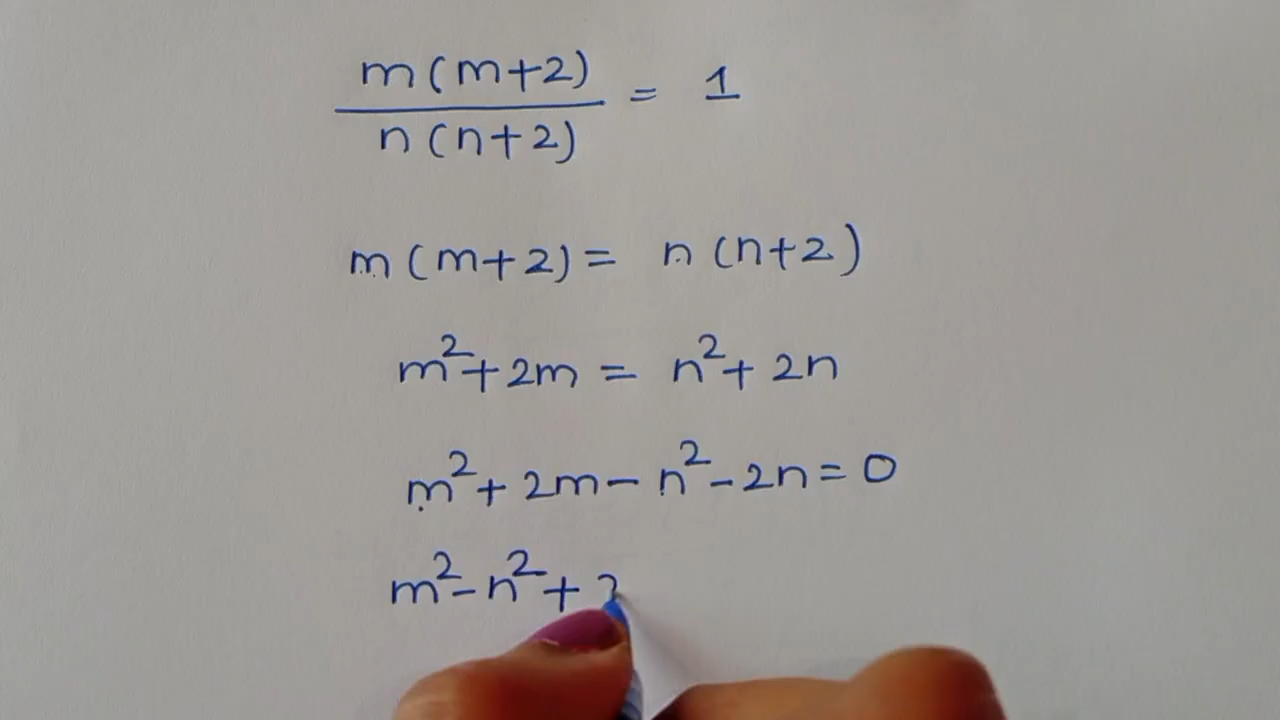 m(m+2)
n(n+2) = 1
m(m+2) = n(n+2)
m²+2m = n²+2n
m²+2m-n²-2n=0
m²-n²+